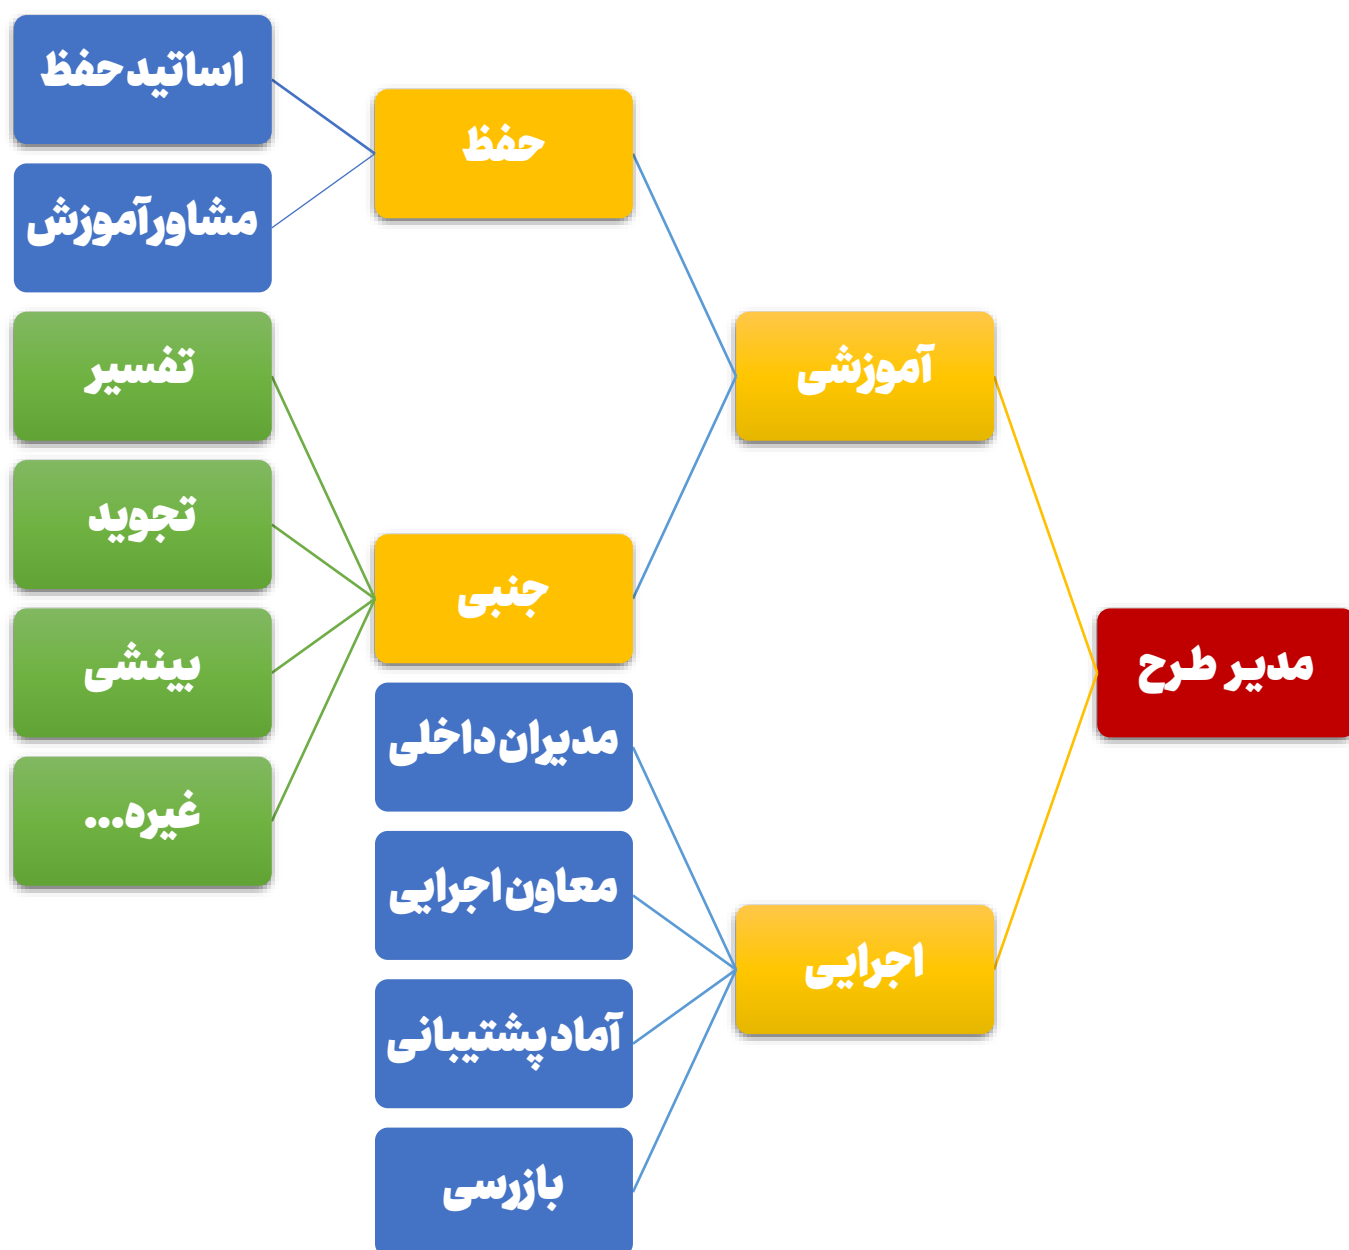 مدیر طرح
آموزشی
حفظ
اساتید حفظ
مشاور آموزش
جنبی
تفسیر
تجوید
بینشی
غیره...
اجرایی
مدیران داخلی
معاون اجرایی
آماد پشتیبانی
بازرسی